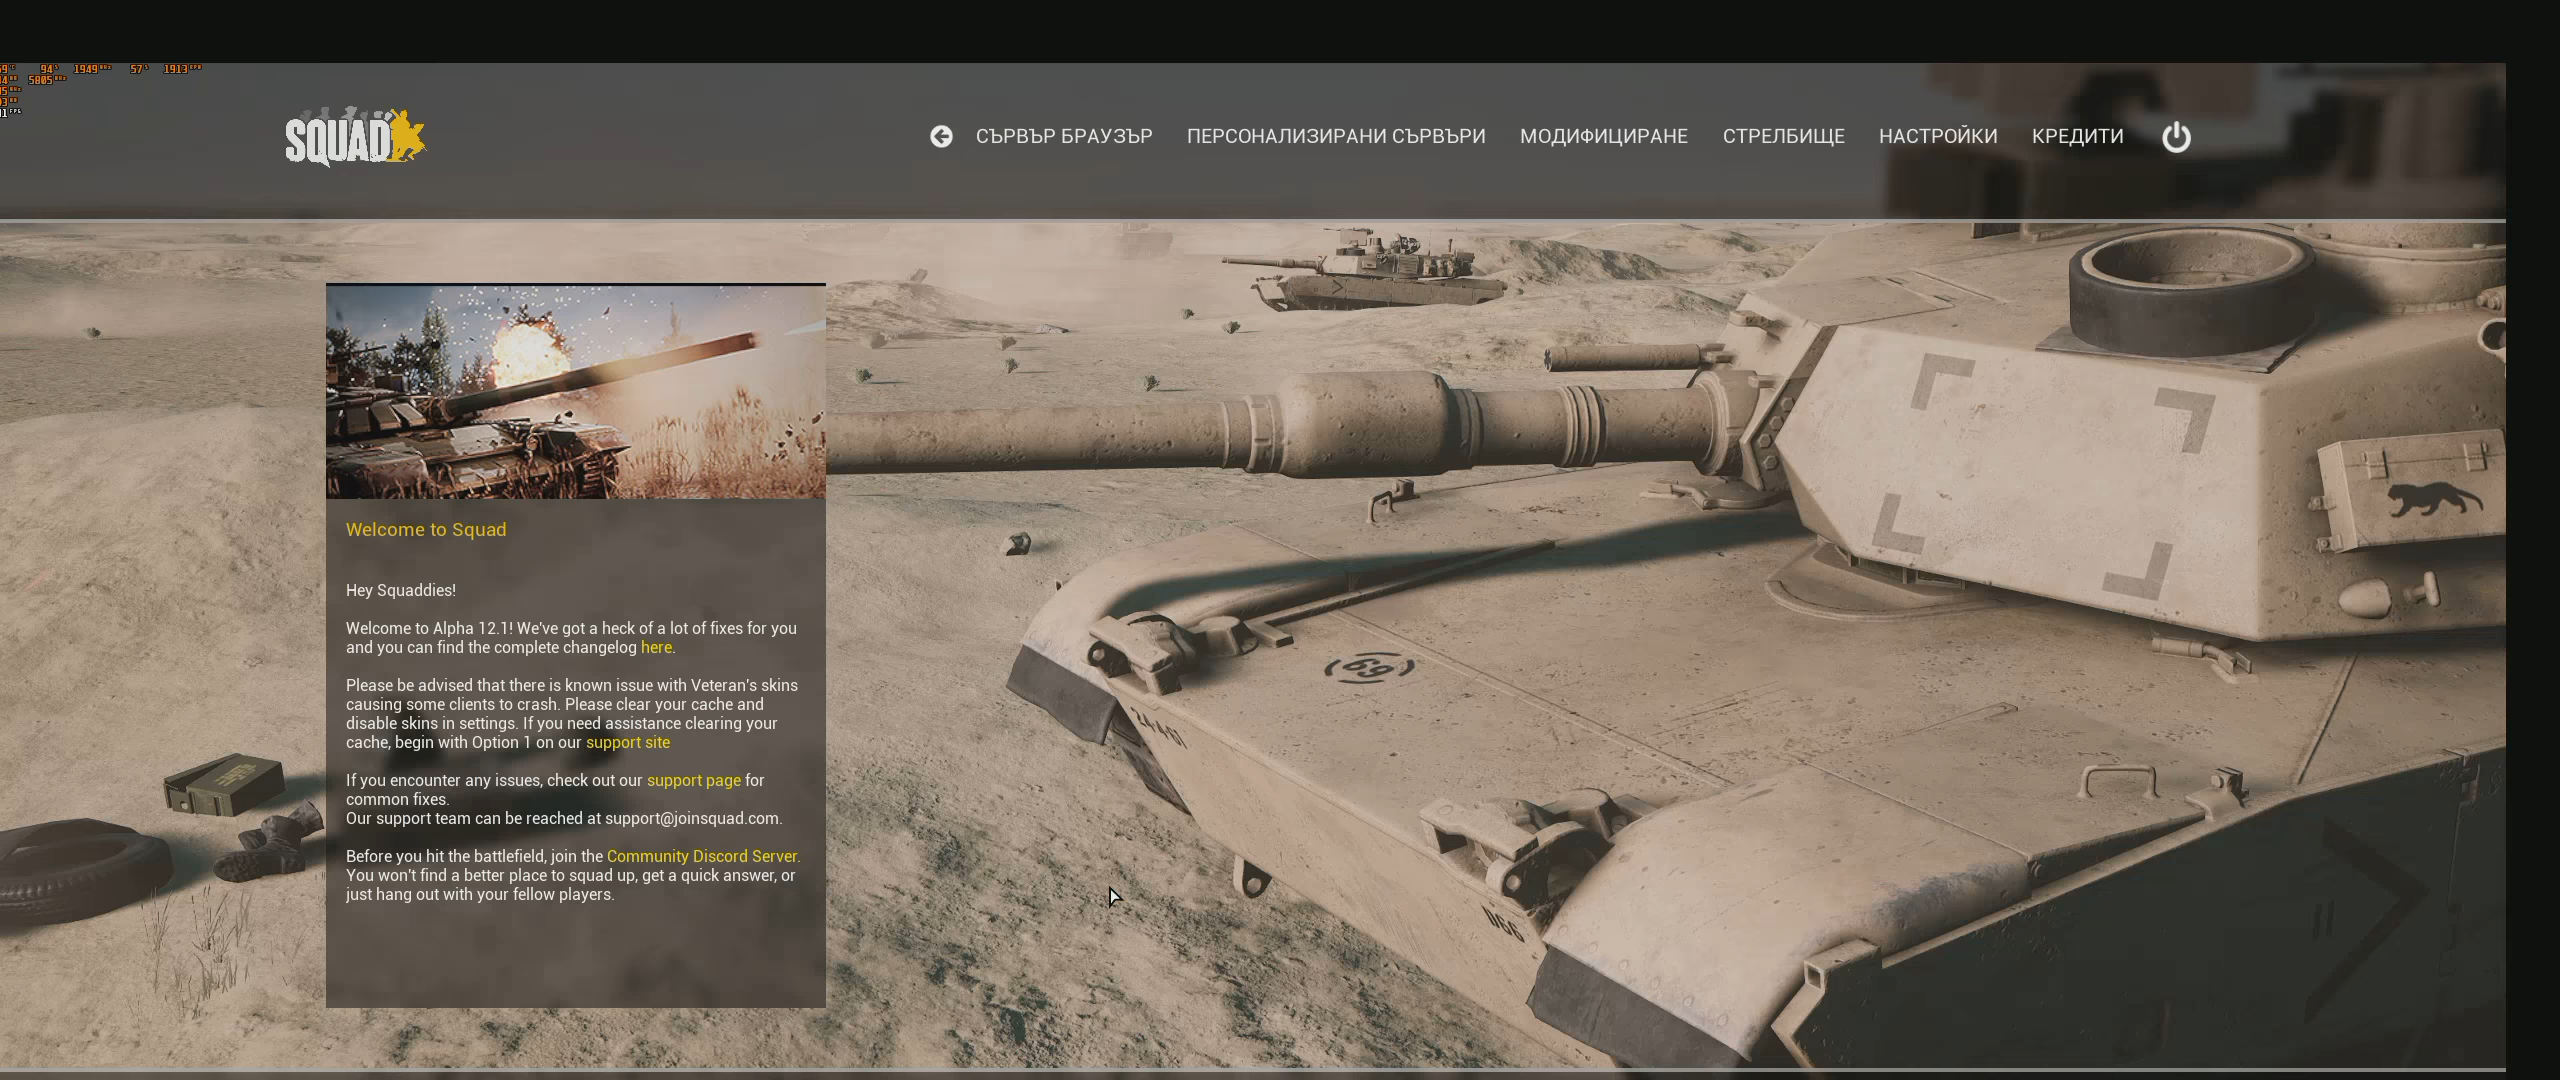 94 1949 57 1913
5805
SQUAD
СЪРВЪР БРАУЗЪР ПЕРСОНАЛИЗИРАНИ СЪРВЪРИ МОДИФИЦИРАНЕ СТРЕЛБИЩЕ НАСТРОЙКИ КРЕДИТИ
Welcome to Squad
Hey Squaddies!
Welcome to Alpha 12.1! We've got a heck of a lot of fixes for you
and you can find the complete changelog here.
Please be advised that there is known issue with Veteran's skins
causing some clients to crash. Please clear your cache and
disable skins in settings. If you need assistance clearing your
cache, begin with Option 1 on our support site
If you encounter any issues, check out our support page for
common fixes.
Our support team can be reached at support@joinsquad.com.
Before you hit the battlefield, join the Community Discord Server.
You won't find a better place to squad up, get a quick answer, or
just hang out with your fellow players.
69